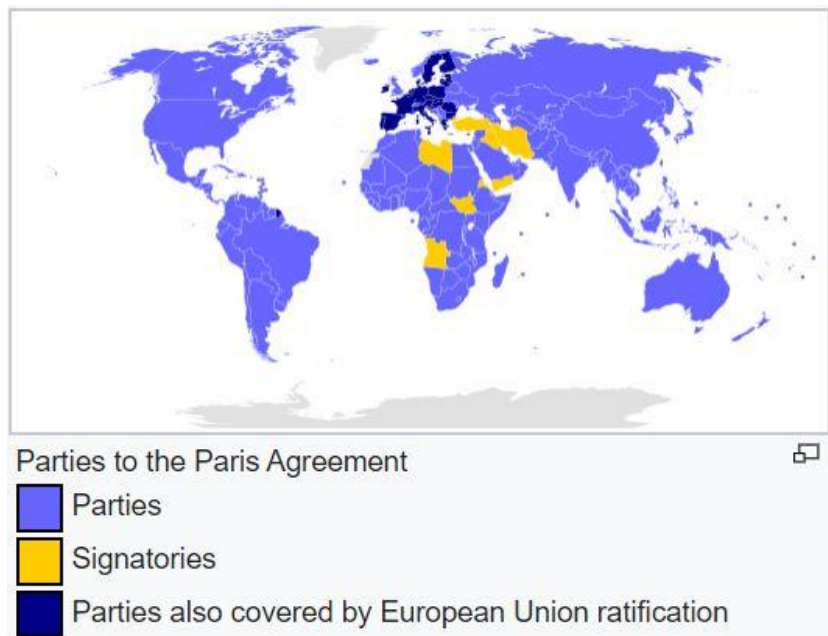 Parties to the Paris Agreement
Parties
Signatories
Parties also covered by European Union ratification